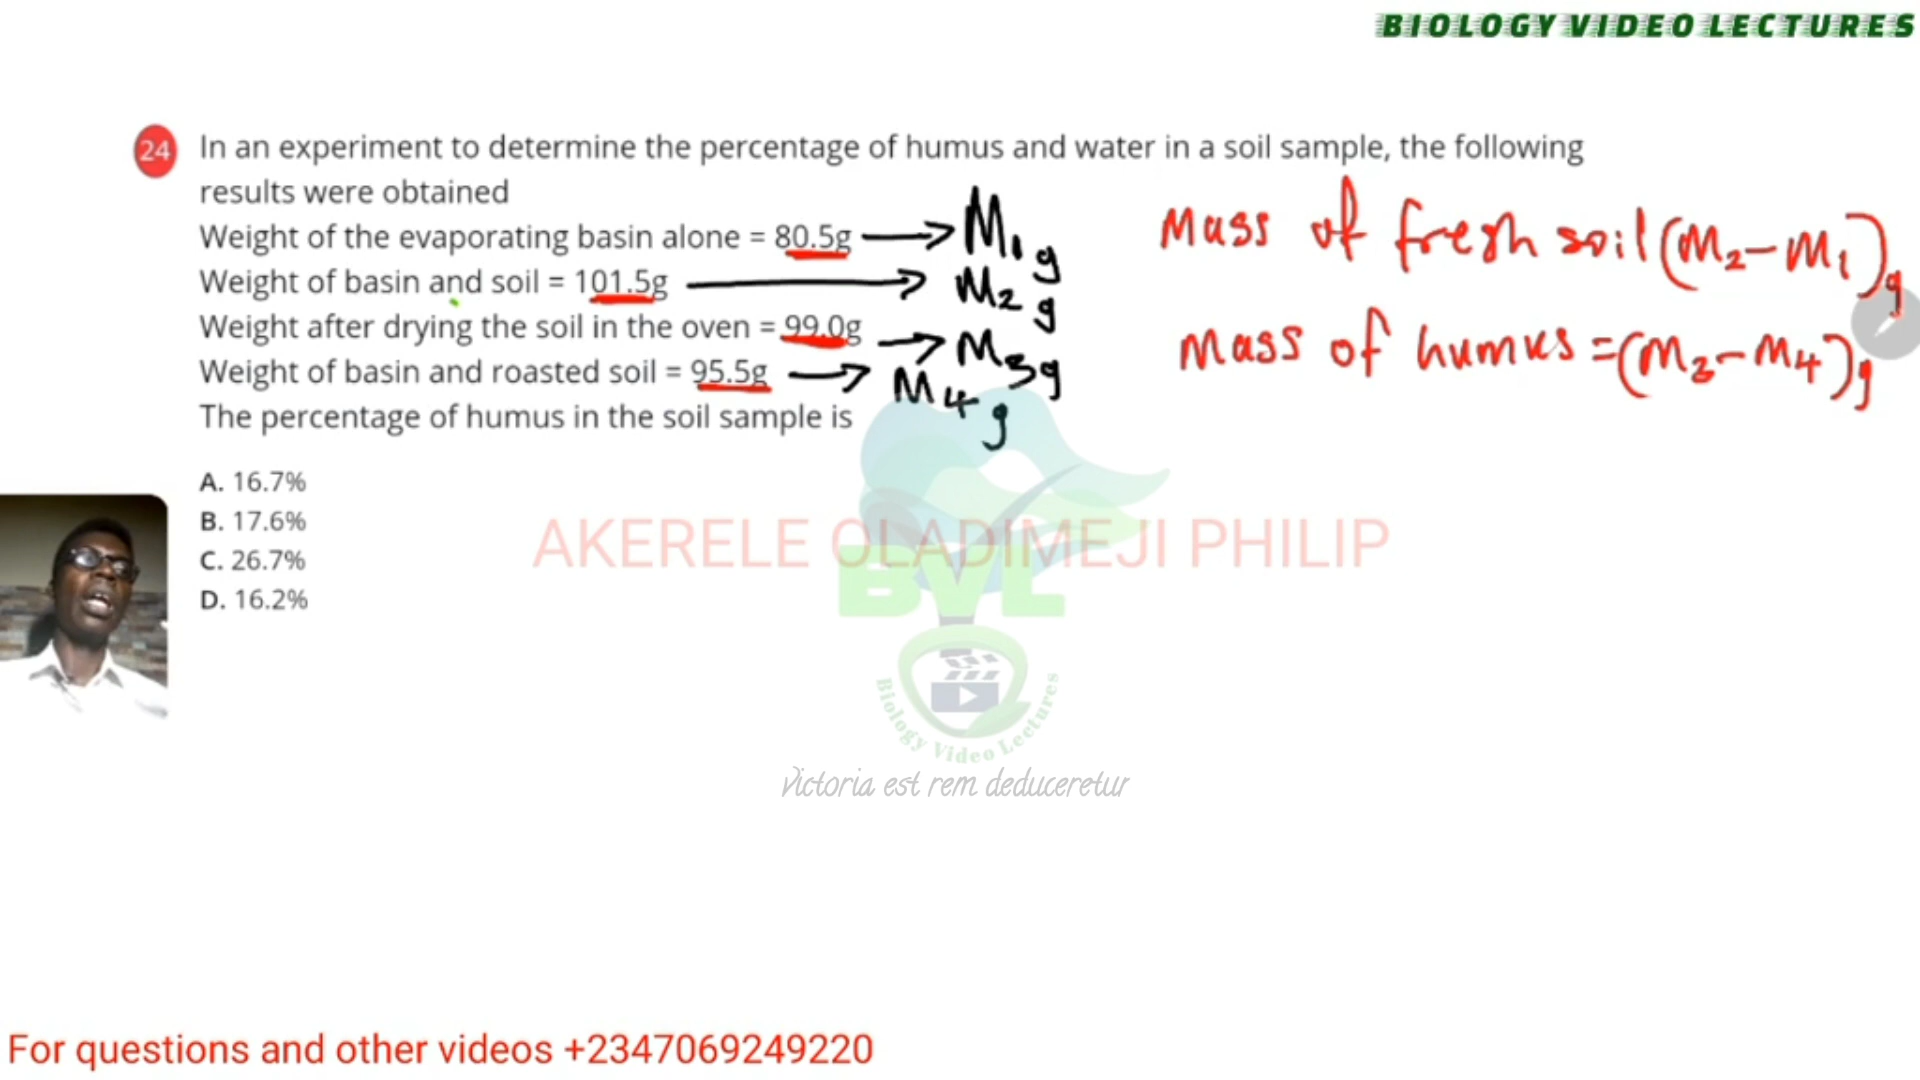 BIOLOGY VIDEO LECTURES
24 In an experiment to determine the percentage of humus and water in a soil sample, the following
results were obtained
Weight of the evaporating basin alone = 80.5g → M1g
Weight of basin and soil = 101.5g → M2g
Weight after drying the soil in the oven = 99.0g → M3g
Weight of basin and roasted soil = 95.5g → M4g
The percentage of humus in the soil sample is
Mass of fresh soil (M2-M1)g
Mass of humus = (M3-M4)g
A. 16.7%
B. 17.6%
C. 26.7%
D. 16.2%
AKERELE OLADIMEJI PHILIP
BVL
Biology Video Lectures
Victoria est rem deduceretur
For questions and other videos +2347069249220